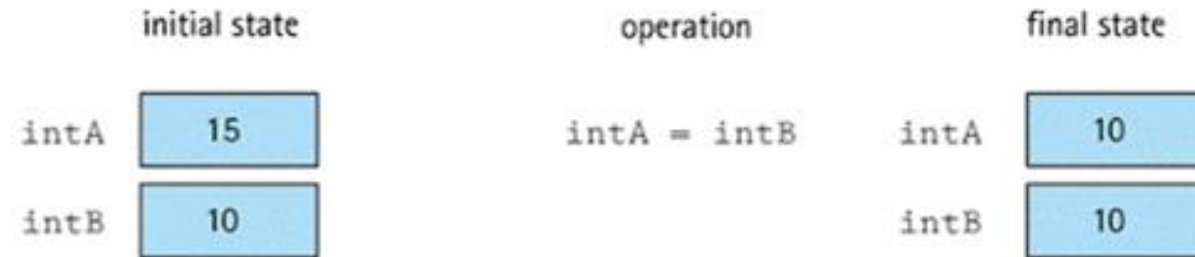 initial state operation final state
intA 15 intA = intB intA 10
intB 10 intB 10